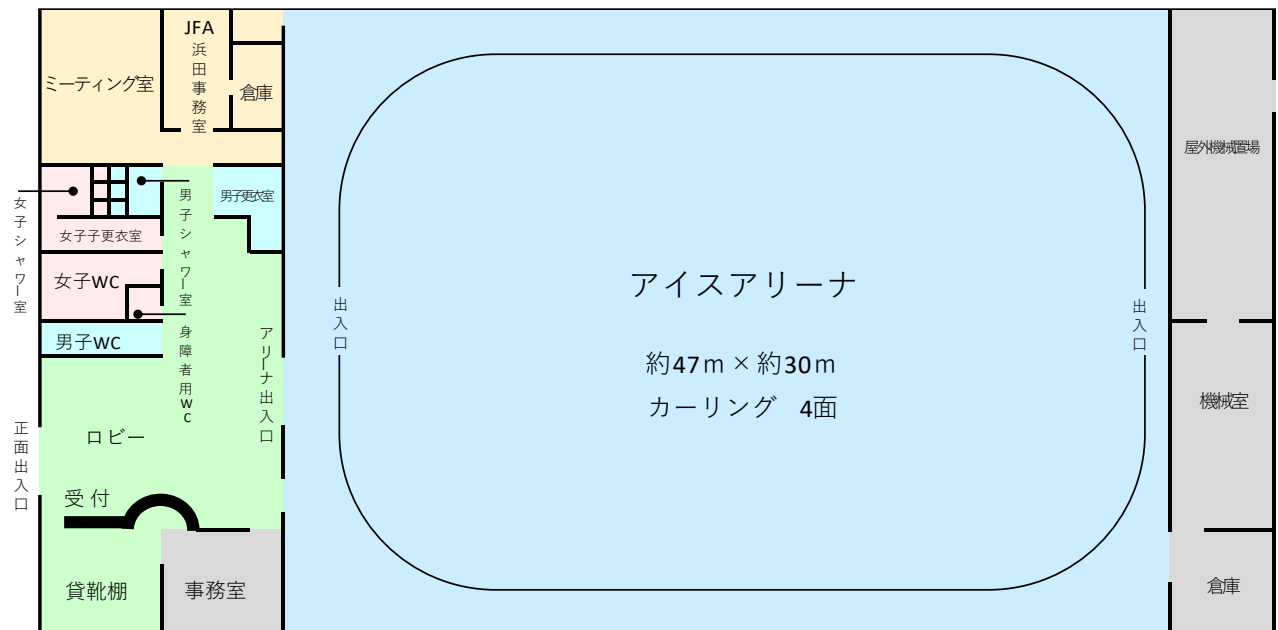 JFA
浜田事務室
ミーティング室
倉庫
女子シャワー室
男子シャワー室
男子更衣室
女子子更衣室
女子WC
男子WC
身障者用WC
アリーナ出入口
ロビー
正面出入口
受付
貸靴棚
事務室
出入口
アイスアリーナ
約47m × 約30m
カーリング 4面
出入口
屋外機械置場
機械室
倉庫